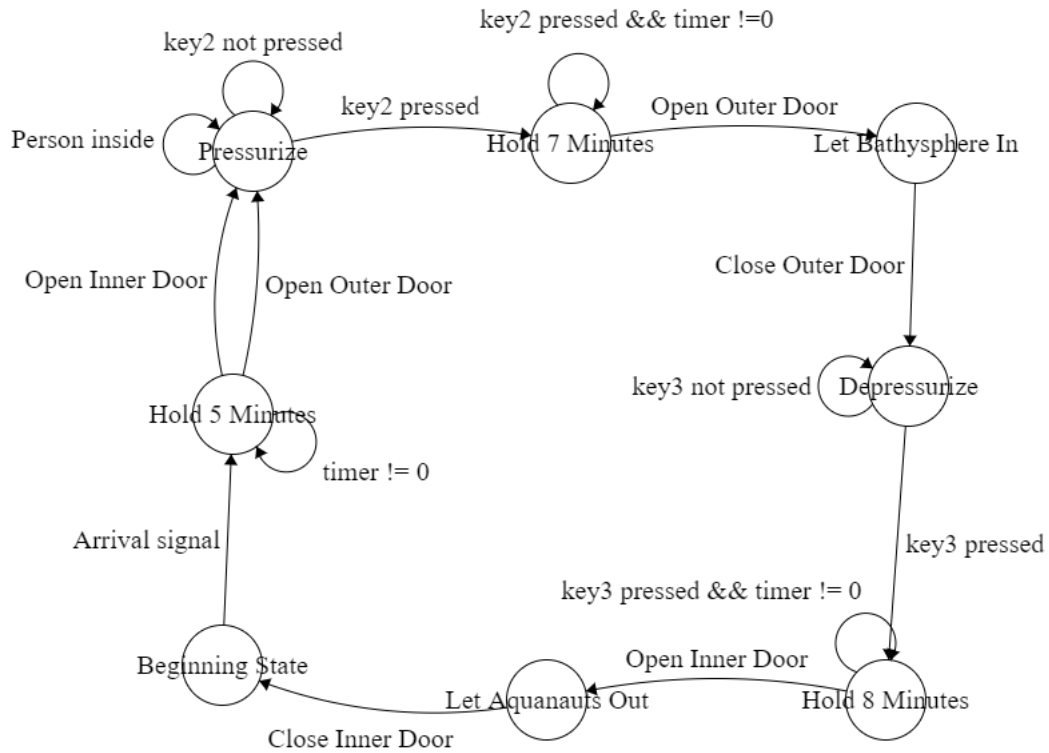 key2 pressed && timer !=0
key2 not pressed
key2 pressed
Open Outer Door
Person inside
Pressurize
Hold 7 Minutes
Let Bathysphere In
Open Inner Door
Open Outer Door
Close Outer Door
key3 not pressed
Depressurize
Hold 5 Minutes
timer != 0
Arrival signal
key3 pressed
key3 pressed && timer != 0
Beginning State
Open Inner Door
Let Aquanauts Out
Hold 8 Minutes
Close Inner Door